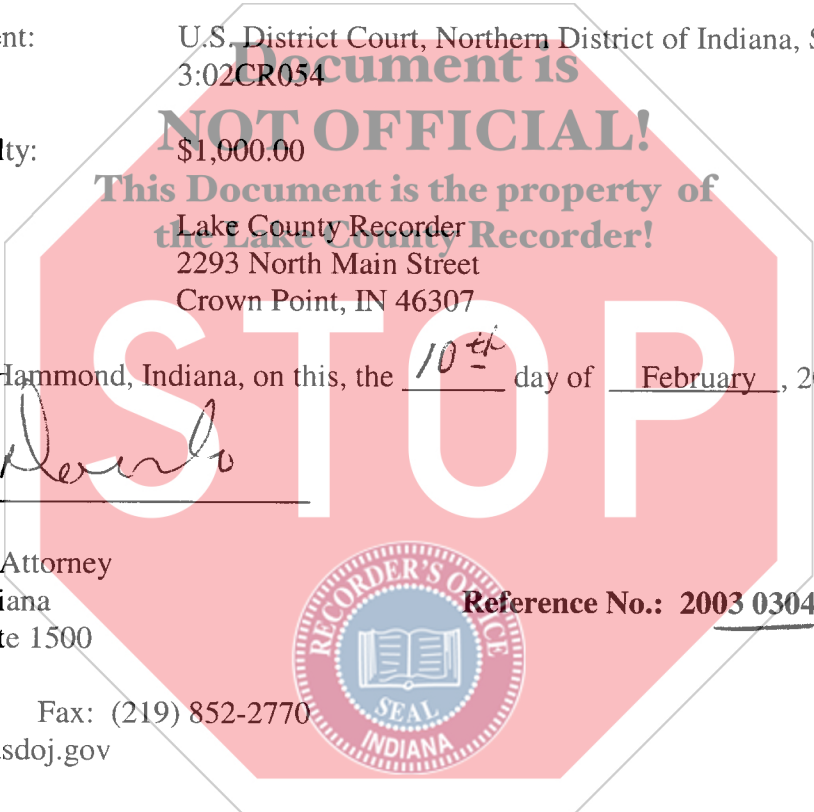 ent: U.S. District Court, Northern District of Indiana, S
3:02CR054
Document is
NOT OFFICIAL!
lty: $1,000.00
This Document is the property of
the Lake County Recorder!
Lake County Recorder
2293 North Main Street
Crown Point, IN 46307
STOP
Hammond, Indiana, on this, the 10th day of February, 20
Attorney
iana
te 1500
Reference No.: 2003 0304
Fax: (219) 852-2770
sdoj.gov
RECORDER'S OFFICE
SEAL
INDIANA